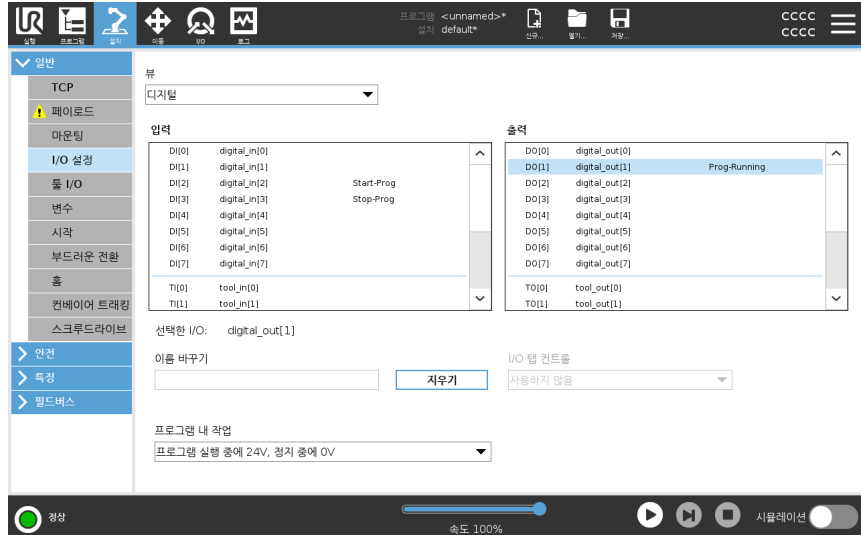 UR
실행 프로그램 설치 이동 I/O 로그
프로그램 <unnamed>*
설치 default*
신규... 열기... 저장...
cccc
cccc
일반
TCP
페이로드
마운팅
I/O 설정
툴 I/O
변수
시작
부드러운 전환
홈
컨베이어 트래킹
스크루드라이브
안전
특징
필드버스
뷰
디지털
입력
DI[0] digital_in[0]
DI[1] digital_in[1]
DI[2] digital_in[2] Start-Prog
DI[3] digital_in[3] Stop-Prog
DI[4] digital_in[4]
DI[5] digital_in[5]
DI[6] digital_in[6]
DI[7] digital_in[7]
TI[0] tool_in[0]
TI[1] tool_in[1]
출력
DO[0] digital_out[0]
DO[1] digital_out[1] Prog-Running
DO[2] digital_out[2]
DO[3] digital_out[3]
DO[4] digital_out[4]
DO[5] digital_out[5]
DO[6] digital_out[6]
DO[7] digital_out[7]
TO[0] tool_out[0]
TO[1] tool_out[1]
선택한 I/O: digital_out[1]
이름 바꾸기
지우기
I/O 탭 컨트롤
사용하지 않음
프로그램 내 작업
프로그램 실행 중에 24V, 정지 중에 0V
정상
속도 100%
시뮬레이션